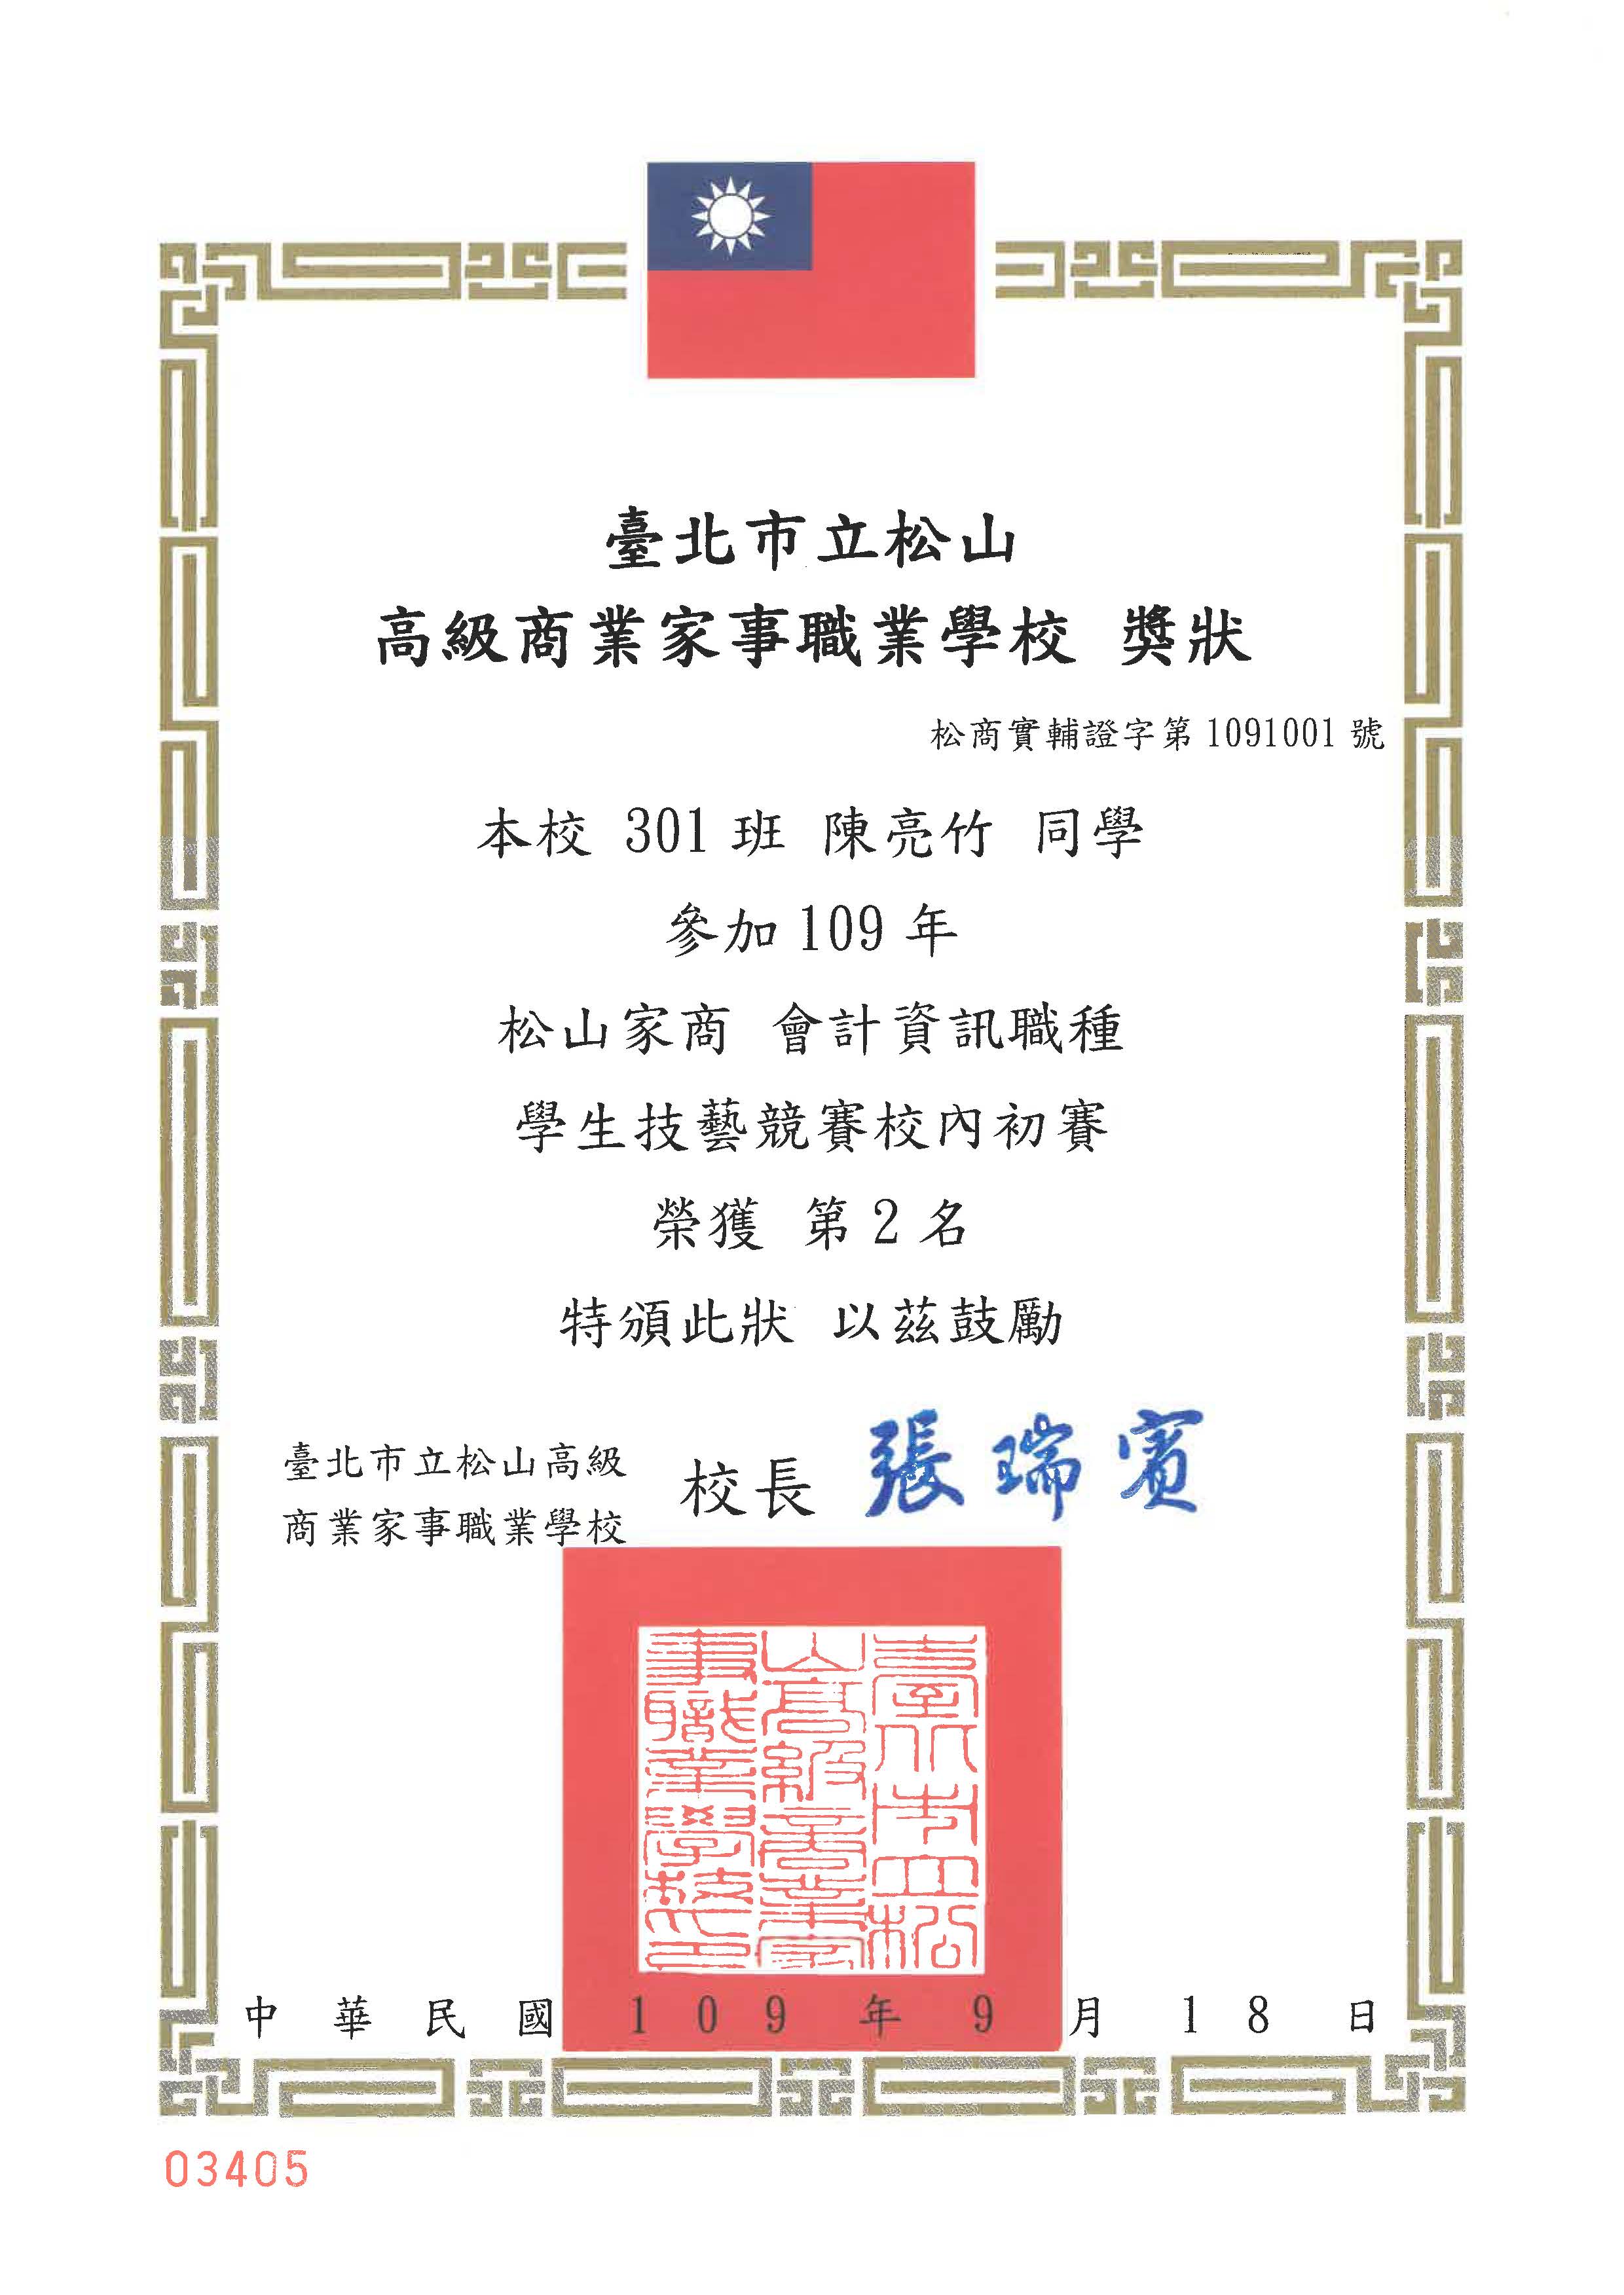 臺北市立松山
高級商業家事職業學校 獎狀
松商實輔證字第 1091001 號
本校 301 班 陳亮竹 同學
參加 109 年
松山家商 會計資訊職種
學生技藝競賽校內初賽
榮獲 第 2 名
特頒此狀 以茲鼓勵
臺北市立松山高級
商業家事職業學校
校長 張瑞賓
臺北市立松
山高級商業家
事職業學校印
中華民國 109 年 9 月 18 日
03405